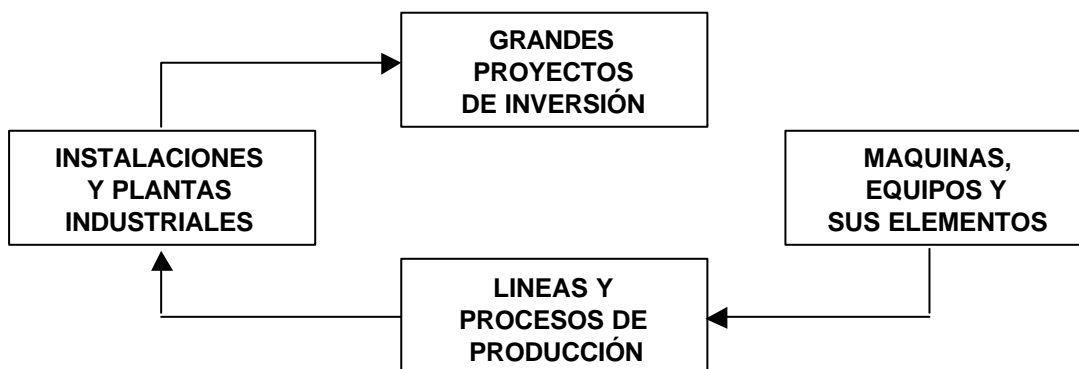 GRANDES
PROYECTOS
DE INVERSIÓN
INSTALACIONES
Y PLANTAS
INDUSTRIALES
MAQUINAS,
EQUIPOS Y
SUS ELEMENTOS
LINEAS Y
PROCESOS DE
PRODUCCIÓN